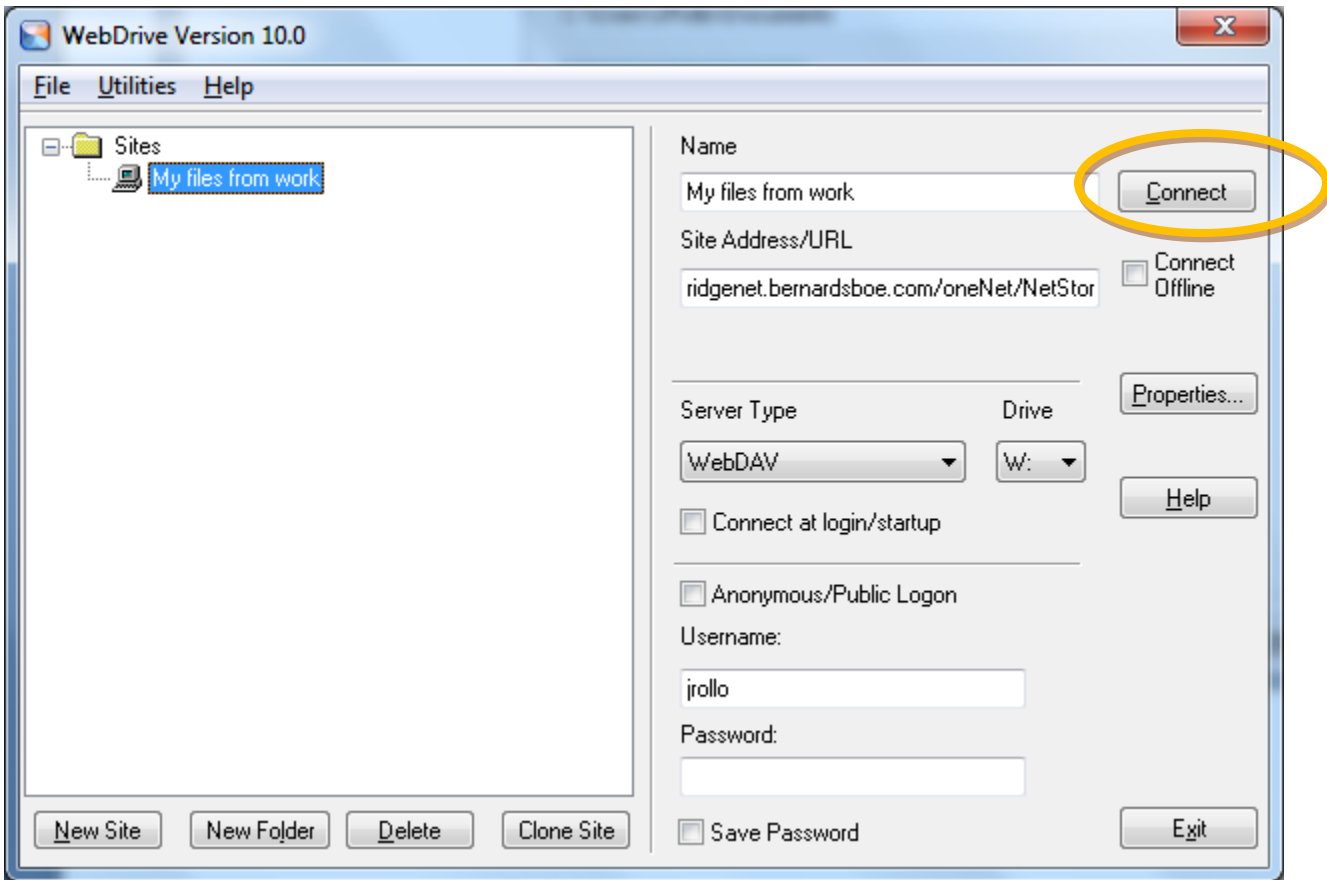 WebDrive Version 10.0
File Utilities Help
Sites
My files from work
Name
My files from work
Connect
Site Address/URL
ridgenet.bernardsboe.com/oneNet/NetStor
Connect
Offline
Properties...
Server Type Drive
WebDAV W:
Help
Connect at login/startup
Anonymous/Public Logon
Username:
jrollo
Password:
Save Password
New Site New Folder Delete Clone Site
Exit